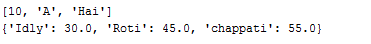 [10, 'A', 'Hai']
{'Idly': 30.0, 'Roti': 45.0, 'chappati': 55.0}